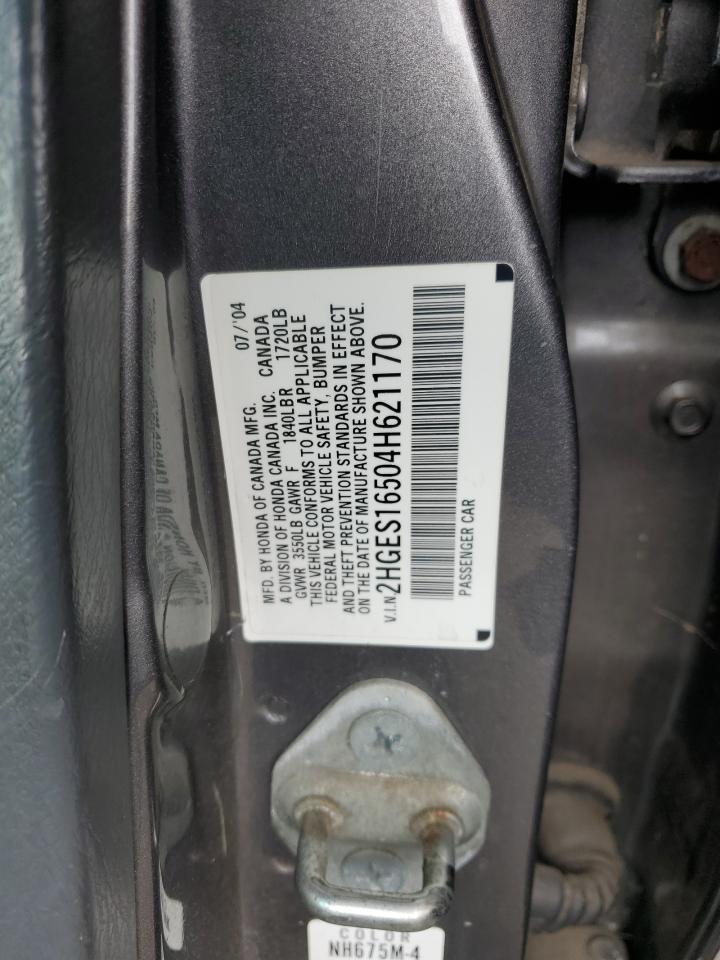 MFD. BY HONDA OF CANADA MFG. 07/'04
A DIVISION OF HONDA CANADA INC. CANADA
GVWR 3550LB GAWR F 1840LBR 1720LB
THIS VEHICLE CONFORMS TO ALL APPLICABLE
FEDERAL MOTOR VEHICLE SAFETY, BUMPER
AND THEFT PREVENTION STANDARDS IN EFFECT
ON THE DATE OF MANUFACTURE SHOWN ABOVE.
V.I.N. 2HGES16504H621170
PASSENGER CAR
COLOR
NH675M-4